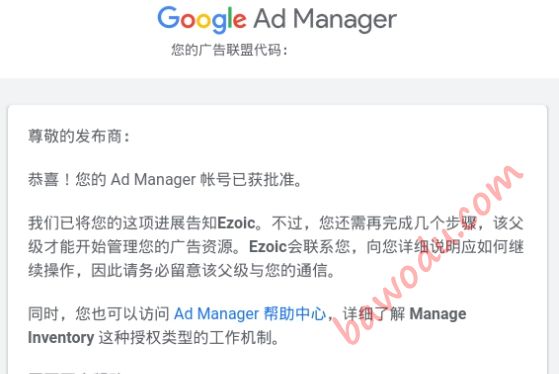 Google Ad Manager
您的广告联盟代码：
尊敬的发布商：
恭喜！您的 Ad Manager 帐号已获批准。
我们已将您的这项进展告知Ezoic。不过，您还需再完成几个步骤，该父
级才能开始管理您的广告资源。Ezoic会联系您，向您详细说明应如何继
续操作，因此请务必留意该父级与您的通信。
同时，您也可以访问 Ad Manager 帮助中心，详细了解 Manage
Inventory 这种授权类型的工作机制。
bawodu.com